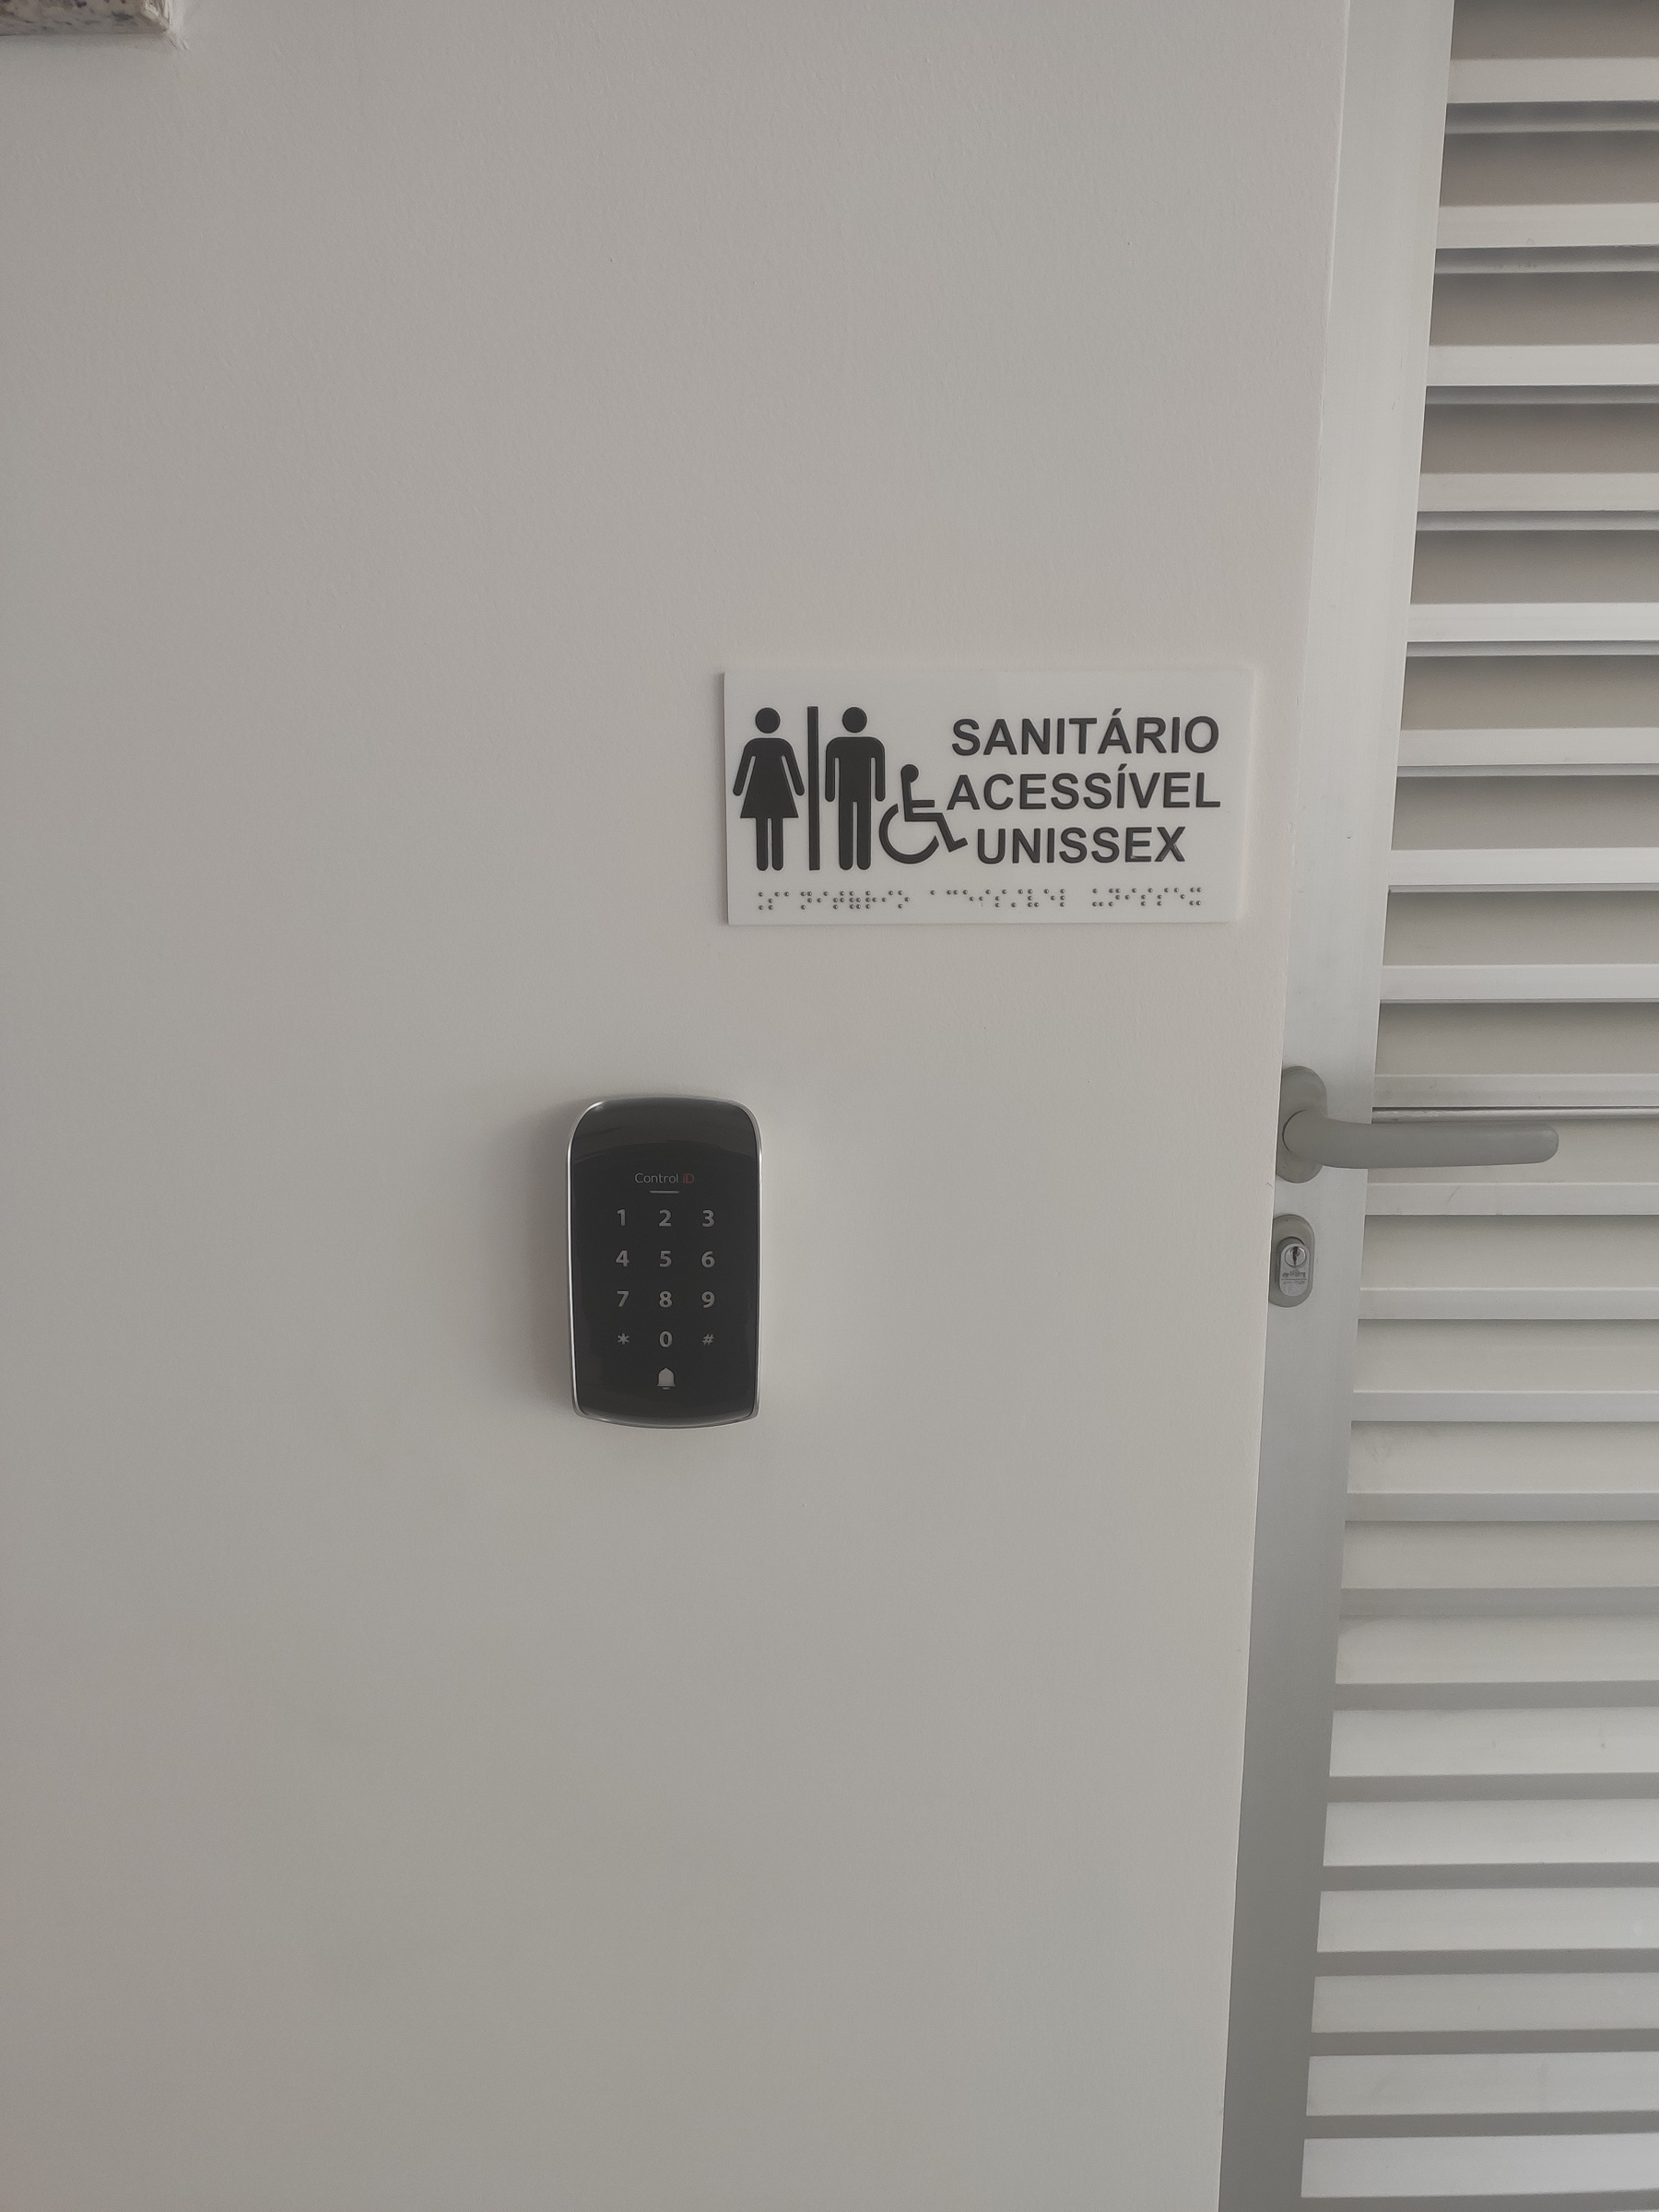 SANITÁRIO
ACESSÍVEL
UNISSEX
Control iD
1 2 3
4 5 6
7 8 9
* 0 #